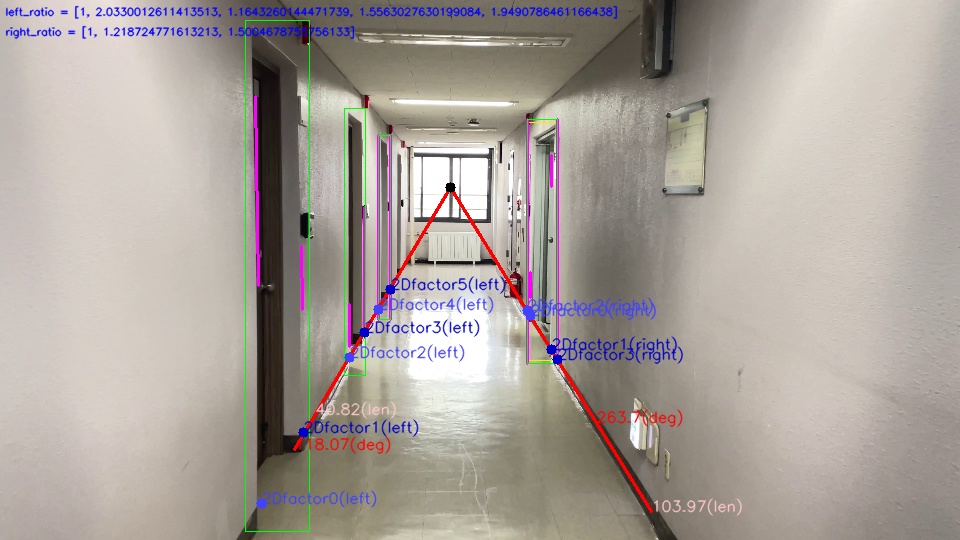 left_ratio = [1, 2.0330012611413513, 1.1643260144471739, 1.5563027630199084, 1.9490786461166438]
right_ratio = [1, 1.218724771613213, 1.5004678755756133]
2Dfactor5(left)
2Dfactor4(left)
2Dfactor2(right)
2Dfactor0(right)
2Dfactor3(left)
2Dfactor1(right)
2Dfactor2(left)
2Dfactor3(right)
40.82(len)
263.7(deg)
2Dfactor1(left)
118.07(deg)
2Dfactor0(left)
103.97(len)